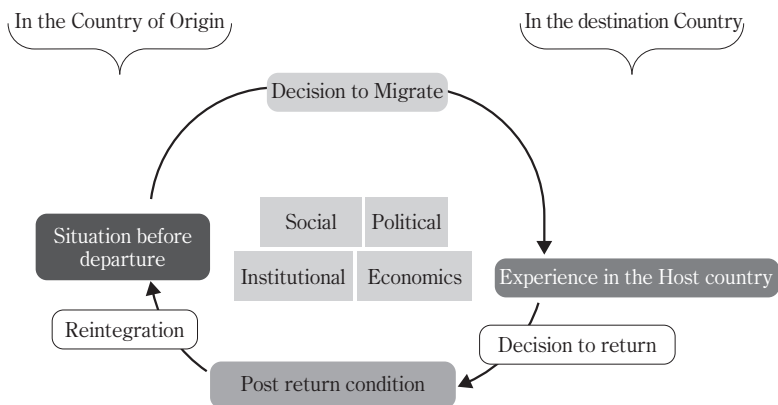 In the Country of Origin
In the destination Country
Decision to Migrate
Social
Political
Situation before
departure
Institutional
Economics
Experience in the Host country
Reintegration
Decision to return
Post return condition